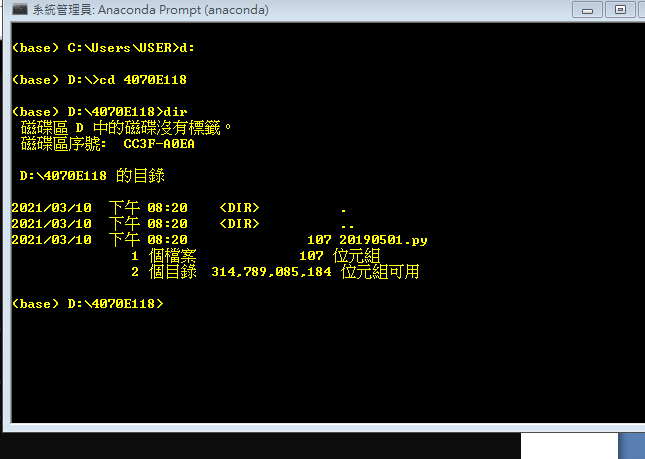 系統管理員: Anaconda Prompt (anaconda)
(base) C:\Users\USER>d:
(base) D:\>cd 4070E118
(base) D:\4070E118>dir
磁碟區 D 中的磁碟沒有標籤。
磁碟區序號:  CC3F-A0EA
D:\4070E118 的目錄
2021/03/10  下午 08:20    <DIR>          .
2021/03/10  下午 08:20    <DIR>          ..
2021/03/10  下午 08:20               107 20190501.py
1 個檔案             107 位元組
2 個目錄  314,789,085,184 位元組可用
(base) D:\4070E118>